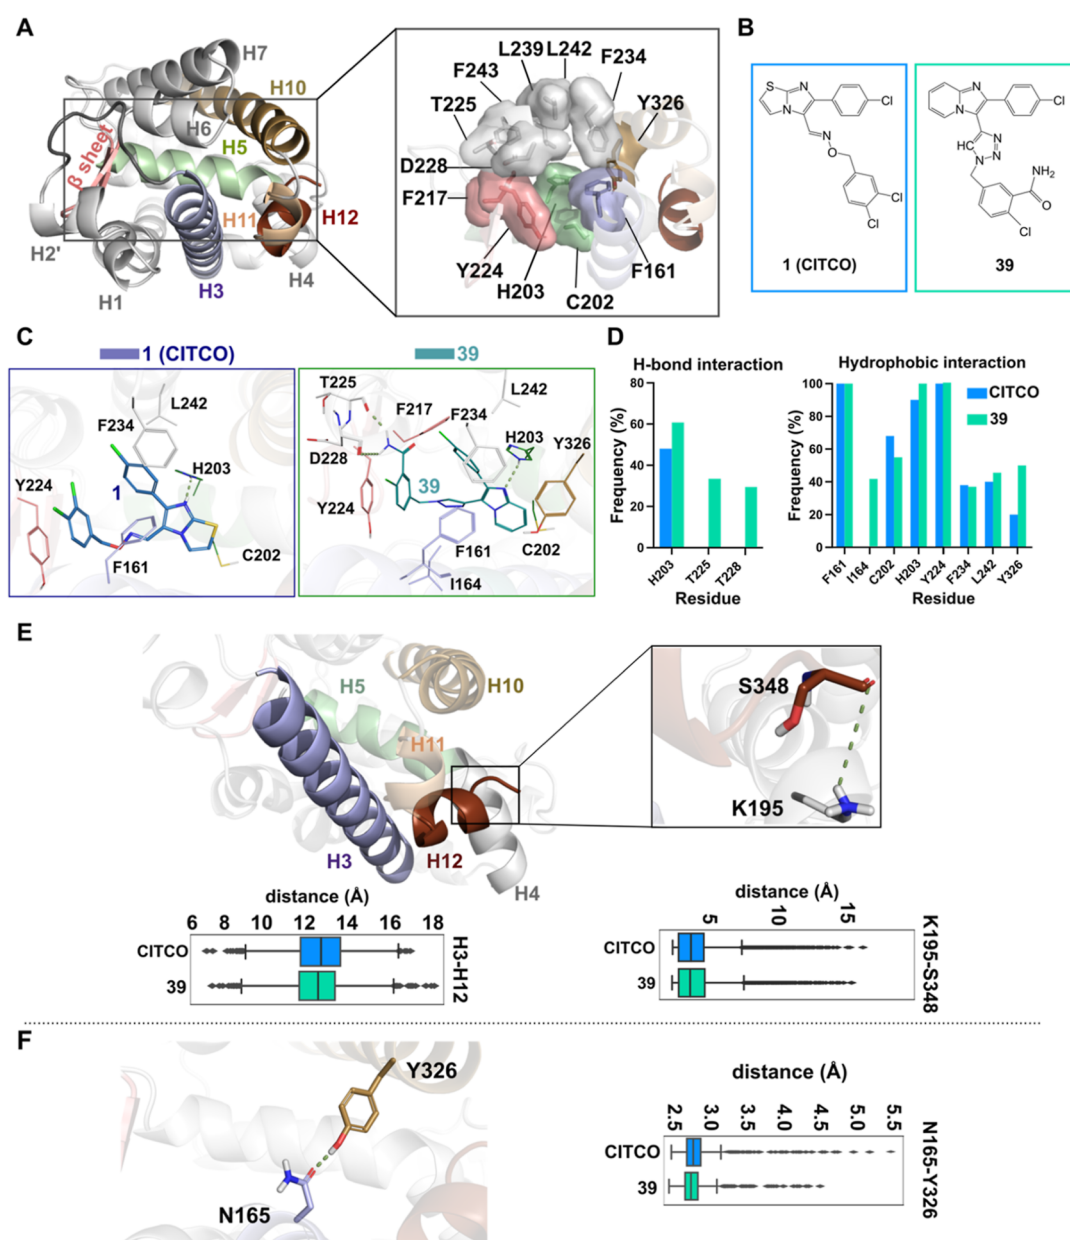 A
H7
H10
H6
H5
β sheet
H11
H12
H2'
H4
H1
H3
L239 L242
F243
F234
T225
Y326
D228
F217
Y224
F161
H203
C202
B
S
N
N
Cl
N
O
Cl
Cl
1 (CITCO)
N
N
Cl
HC
N
N
N
NH2
O
Cl
39
C
1 (CITCO)
39
L242
F234
H203
1
Y224
F161
C202
T225
L242
F217
F234
H203
Y326
D228
39
Y224
F161
C202
I164
D
H-bond interaction
Frequency (%)
80
60
40
20
0
H203
T225
T228
Residue
Hydrophobic interaction
Frequency (%)
100
80
60
40
20
0
CITCO
39
F161
I164
C202
H203
Y224
F234
L242
Y326
Residue
E
H5
H10
H11
H3
H12
H4
S348
K195
distance (Å)
6 8 10 12 14 16 18
CITCO
39
H3-H12
distance (Å)
5 10 15
CITCO
39
K195-S348
F
Y326
N165
distance (Å)
2.5 3.0 3.5 4.0 4.5 5.0 5.5
CITCO
39
N165-Y326